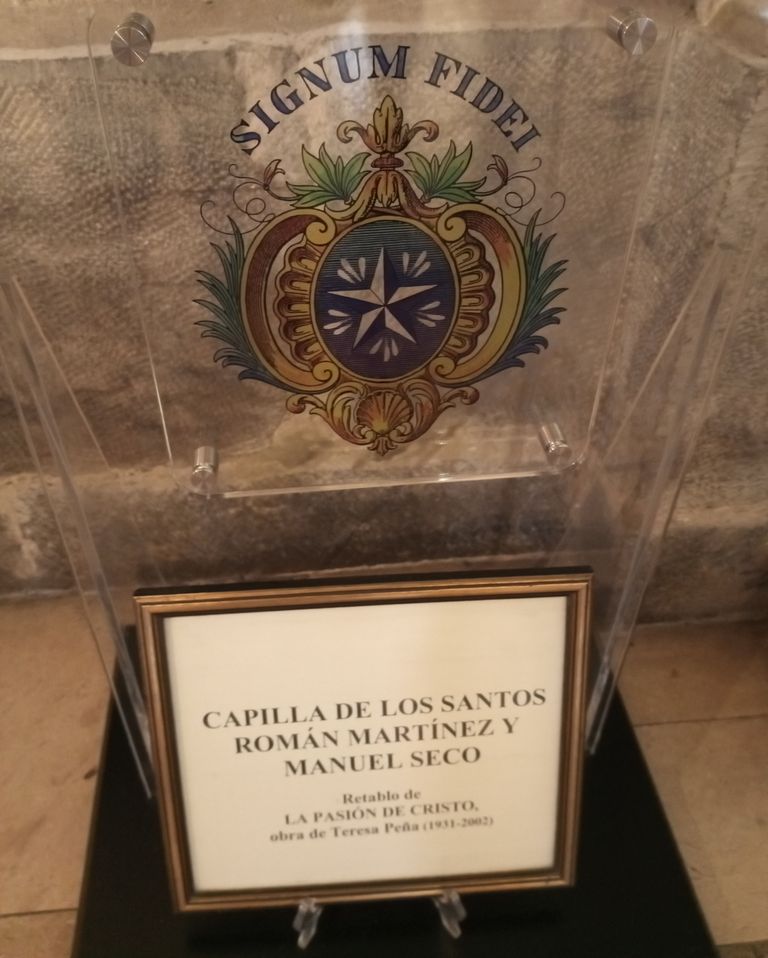 SIGNUM FIDEI
CAPILLA DE LOS SANTOS
ROMÁN MARTÍNEZ Y
MANUEL SECO
Retablo de
LA PASIÓN DE CRISTO,
obra de Teresa Peña (1931-2002)